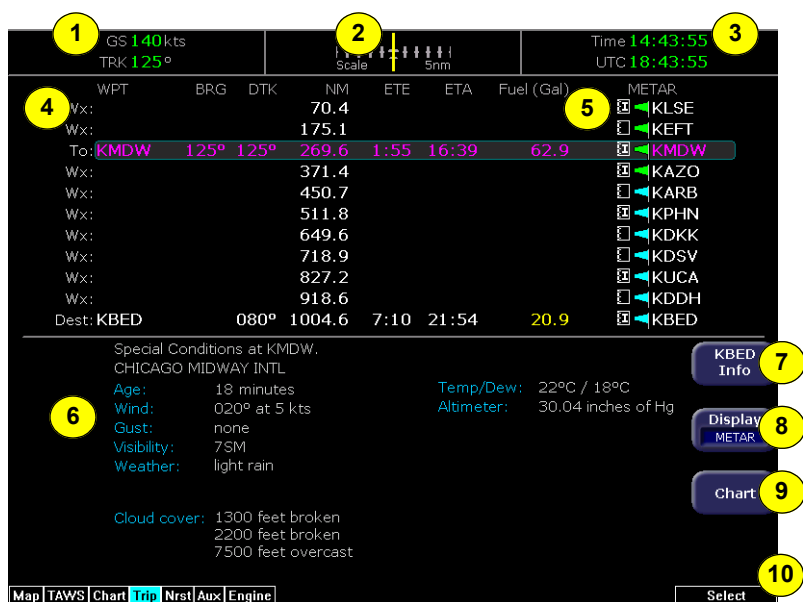 1
GS 140 kts
TRK 125°
2
Scale 5nm
Time 14:43:55
UTC 18:43:55
3
4
WPT BRG DTK NM ETE ETA Fuel (Gal) METAR
5
Wx: 70.4 KLSE
Wx: 175.1 KEFT
To: KMDW 125° 125° 269.6 1:55 16:39 62.9 KMDW
Wx: 371.4 KAZO
Wx: 450.7 KARB
Wx: 511.8 KPHN
Wx: 649.6 KDKK
Wx: 718.9 KDSV
Wx: 827.2 KUCA
Wx: 918.6 KDDH
Dest: KBED 080° 1004.6 7:10 21:54 20.9 KBED
6
Special Conditions at KMDW.
CHICAGO MIDWAY INTL
Age: 18 minutes
Wind: 020° at 5 kts
Gust: none
Visibility: 7SM
Weather: light rain
Temp/Dew: 22°C / 18°C
Altimeter: 30.04 inches of Hg
Cloud cover: 1300 feet broken
2200 feet broken
7500 feet overcast
KBED
Info
7
Display
METAR
8
Chart
9
10
Map TAWS Chart Trip Nrst Aux Engine
Select